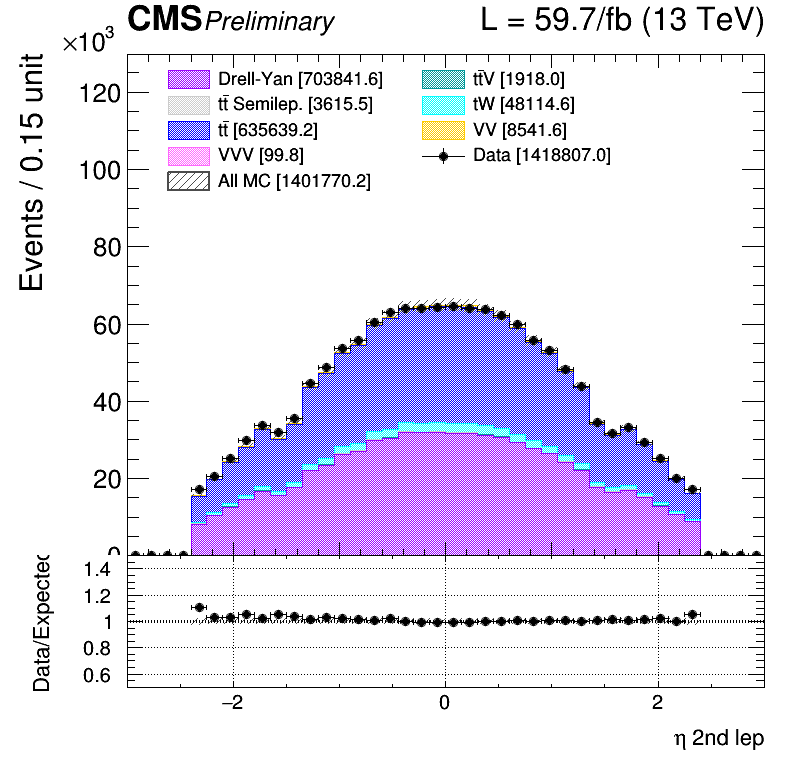 CMS Preliminary L = 59.7/fb (13 TeV)
×10³
Events / 0.15 unit
120
100
80
60
40
20
0
Drell-Yan [703841.6]
tt̄ Semilep. [3615.5]
tt̄ [635639.2]
VVV [99.8]
All MC [1401770.2]
tt̄V [1918.0]
tW [48114.6]
VV [8541.6]
Data [1418807.0]
Data/Expected
1.4
1.2
1
0.8
0.6
−2 0 2
η 2nd lep